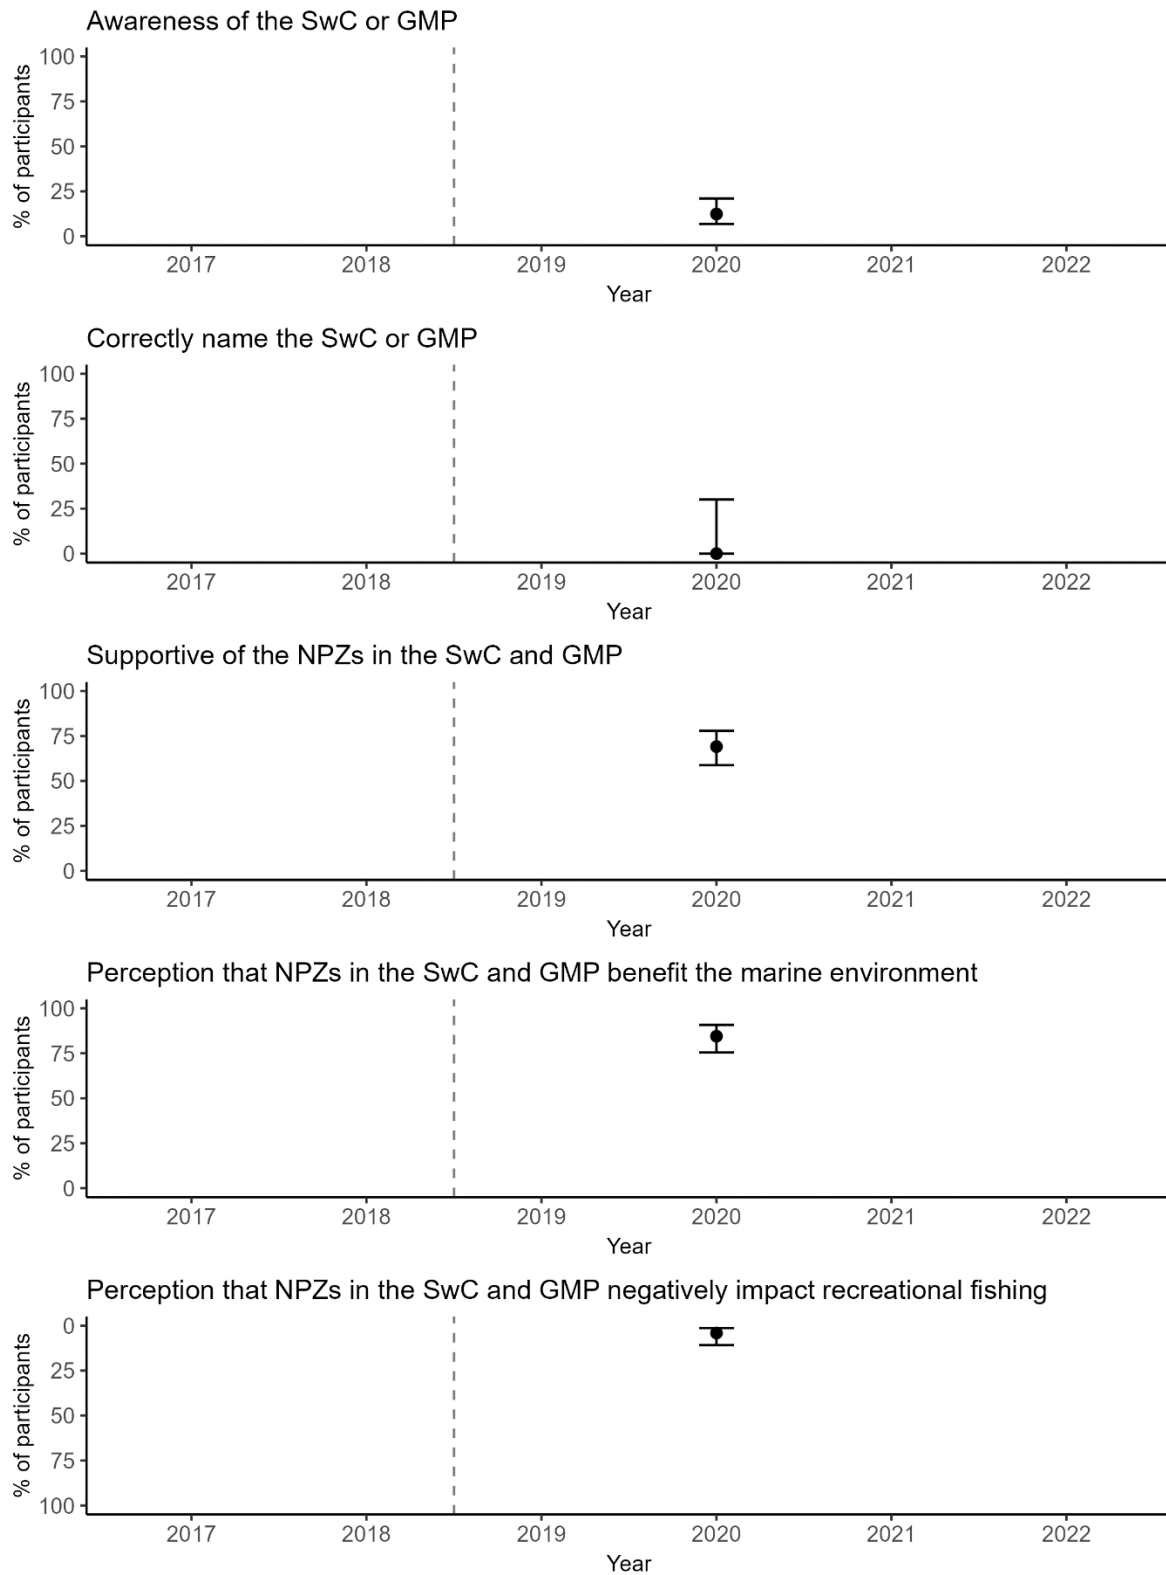 Awareness of the SwC or GMP
% of participants
100
75
50
25
0
2017 2018 2019 2020 2021 2022
Year
Correctly name the SwC or GMP
% of participants
100
75
50
25
0
2017 2018 2019 2020 2021 2022
Year
Supportive of the NPZs in the SwC and GMP
% of participants
100
75
50
25
0
2017 2018 2019 2020 2021 2022
Year
Perception that NPZs in the SwC and GMP benefit the marine environment
% of participants
100
75
50
25
0
2017 2018 2019 2020 2021 2022
Year
Perception that NPZs in the SwC and GMP negatively impact recreational fishing
% of participants
0
25
50
75
100
2017 2018 2019 2020 2021 2022
Year